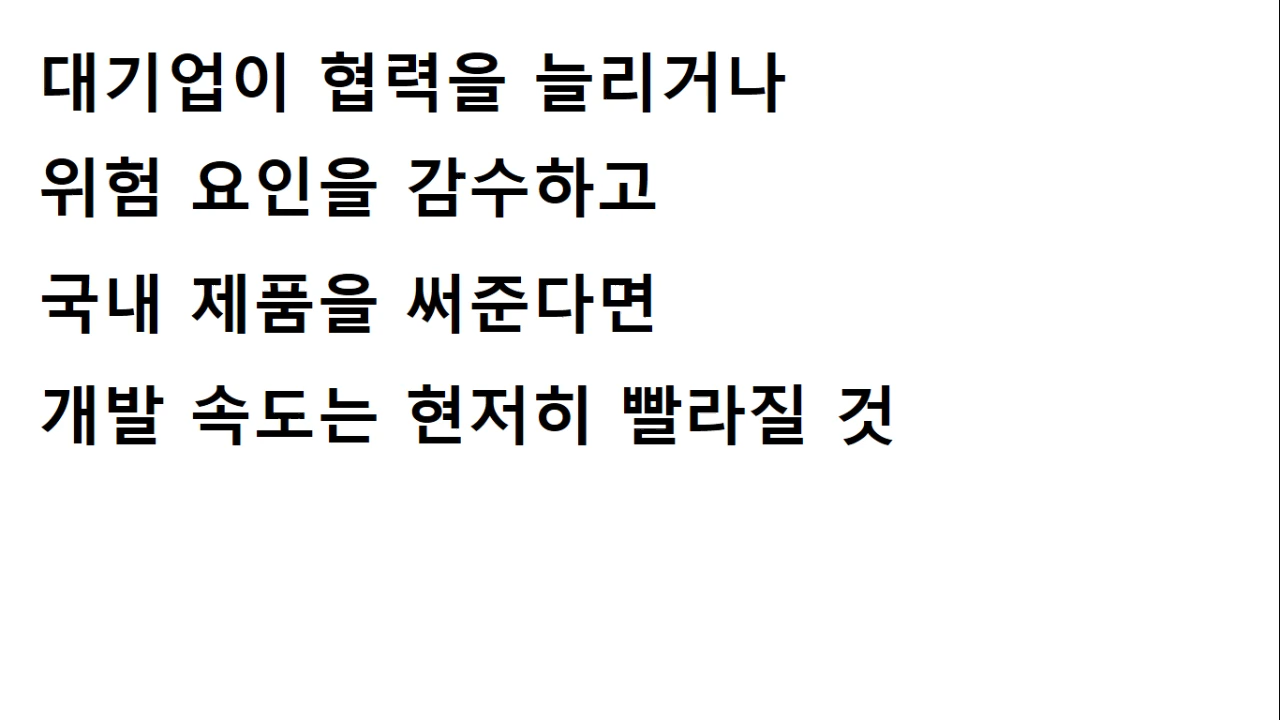 대기업이 협력을 늘리거나
위험 요인을 감수하고
국내 제품을 써준다면
개발 속도는 현저히 빨라질 것